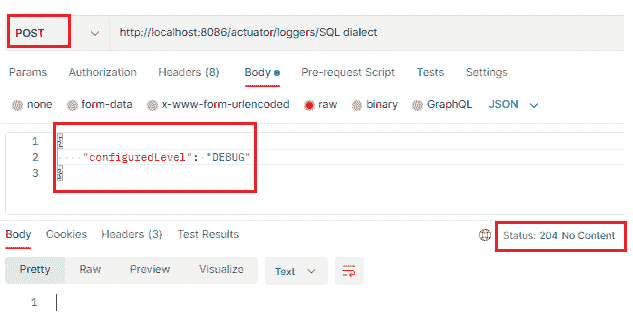 POST http://localhost:8086/actuator/loggers/SQL dialect
Params Authorization Headers (8) Body Pre-request Script Tests Settings
none form-data x-www-form-urlencoded raw binary GraphQL JSON
1 {
2 "configuredLevel": "DEBUG"
3 }
Body Cookies Headers (3) Test Results Status: 204 No Content
Pretty Raw Preview Visualize Text
1